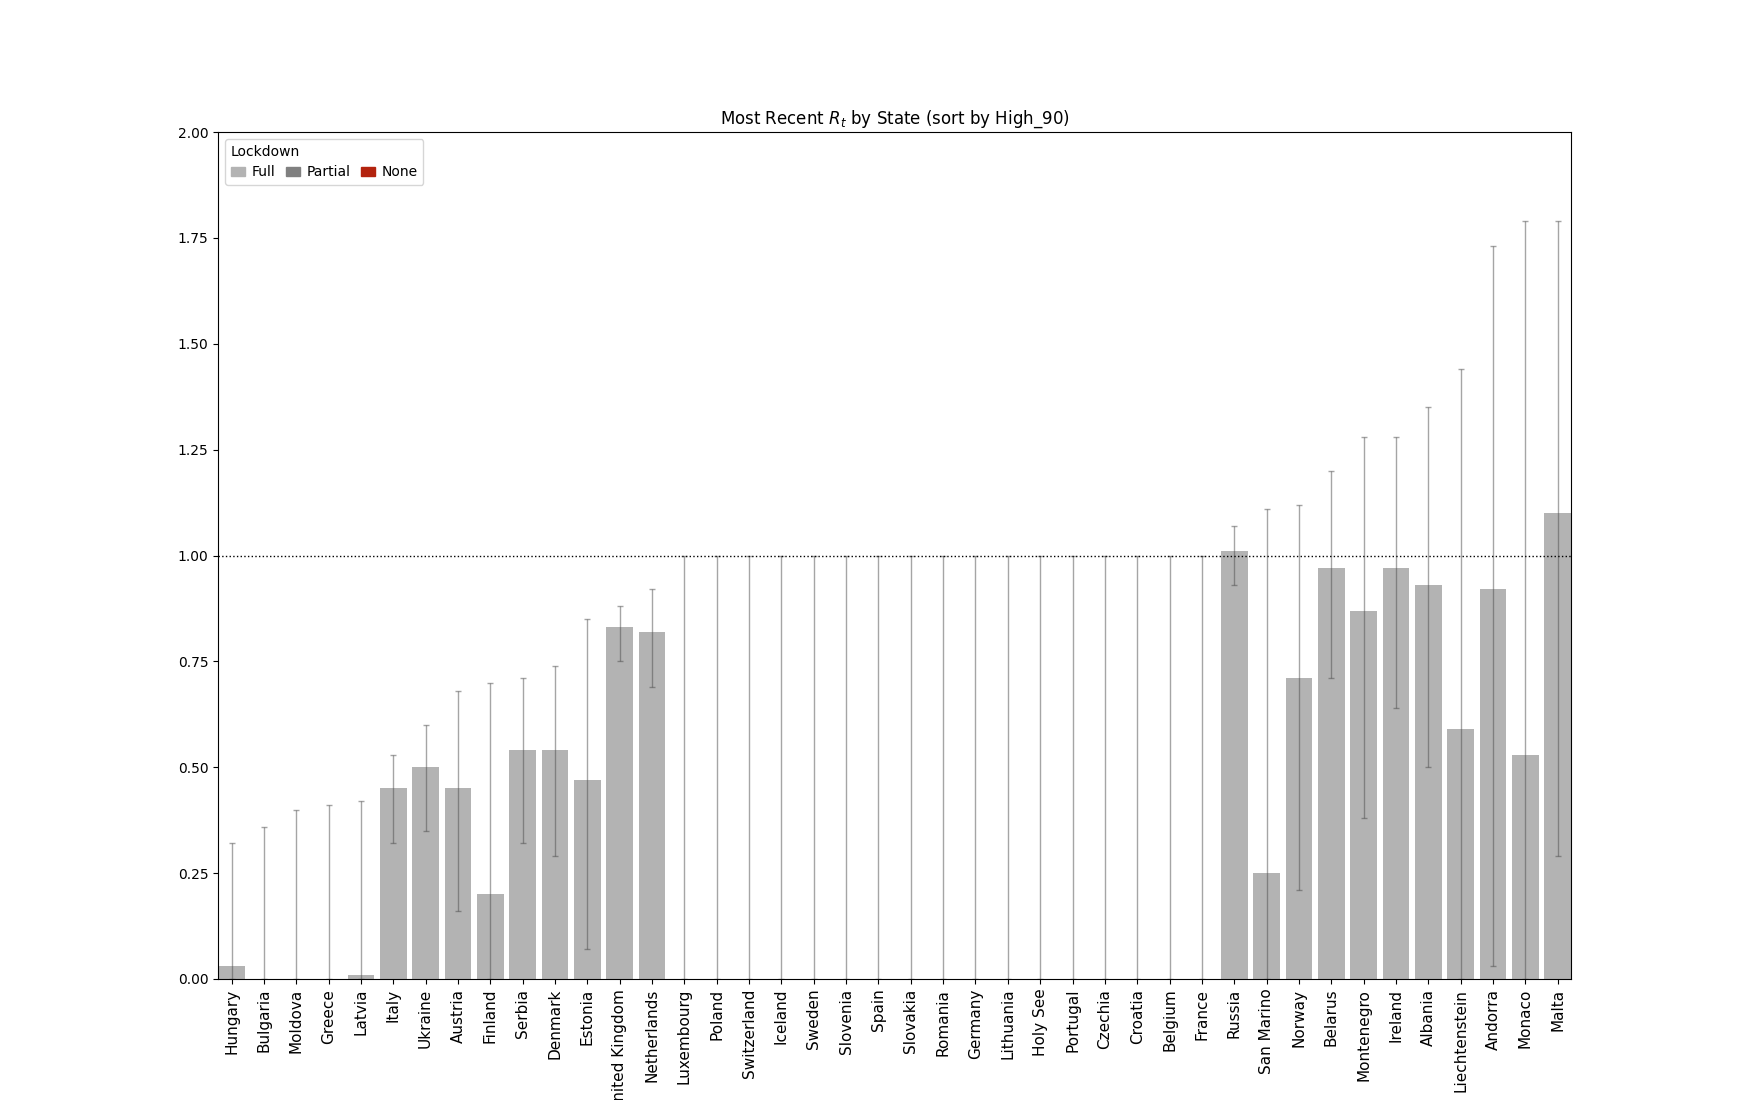 Most Recent R_t by State (sort by High_90)
2.00
Lockdown
Full Partial None
1.75
1.50
1.25
1.00
0.75
0.50
0.25
0.00
Hungary
Bulgaria
Moldova
Greece
Latvia
Italy
Ukraine
Austria
Finland
Serbia
Denmark
Estonia
nited Kingdom
Netherlands
Luxembourg
Poland
Switzerland
Iceland
Sweden
Slovenia
Spain
Slovakia
Romania
Germany
Lithuania
Holy See
Portugal
Czechia
Croatia
Belgium
France
Russia
San Marino
Norway
Belarus
Montenegro
Ireland
Albania
Liechtenstein
Andorra
Monaco
Malta